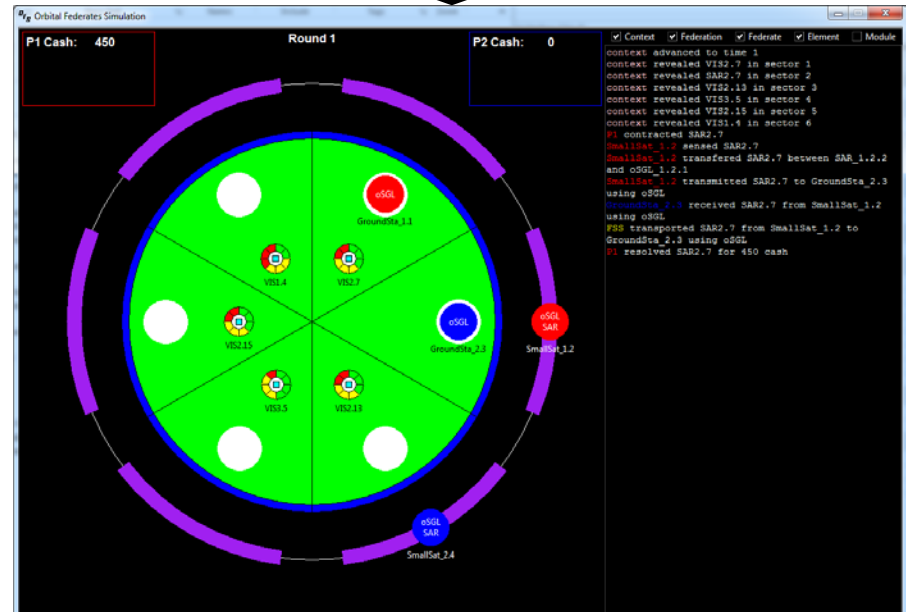 Orbital Federates Simulation
P1 Cash: 450
Round 1
P2 Cash: 0
Context Federation Federate Element Module
context advanced to time 1
context revealed VIS2.7 in sector 1
context revealed SAR2.7 in sector 2
context revealed VIS2.13 in sector 3
context revealed VIS3.5 in sector 4
context revealed VIS2.15 in sector 5
context revealed VIS1.4 in sector 6
P1 contracted SAR2.7
SmallSat_1.2 sensed SAR2.7
SmallSat_1.2 transfered SAR2.7 between SAR_1.2.2
and oSGL_1.2.1
SmallSat_1.2 transmitted SAR2.7 to GroundSta_2.3
using oSGL
GroundSta_2.3 received SAR2.7 from SmallSat_1.2
using oSGL
FSS transported SAR2.7 from SmallSat_1.2 to
GroundSta_2.3 using oSGL
P1 resolved SAR2.7 for 450 cash
oSGL
GroundSta_1.1
VIS1.4
VIS2.7
VIS2.15
oSGL
GroundSta_2.3
oSGL
SAR
SmallSat_1.2
VIS3.5
VIS2.13
oSGL
SAR
SmallSat_2.4